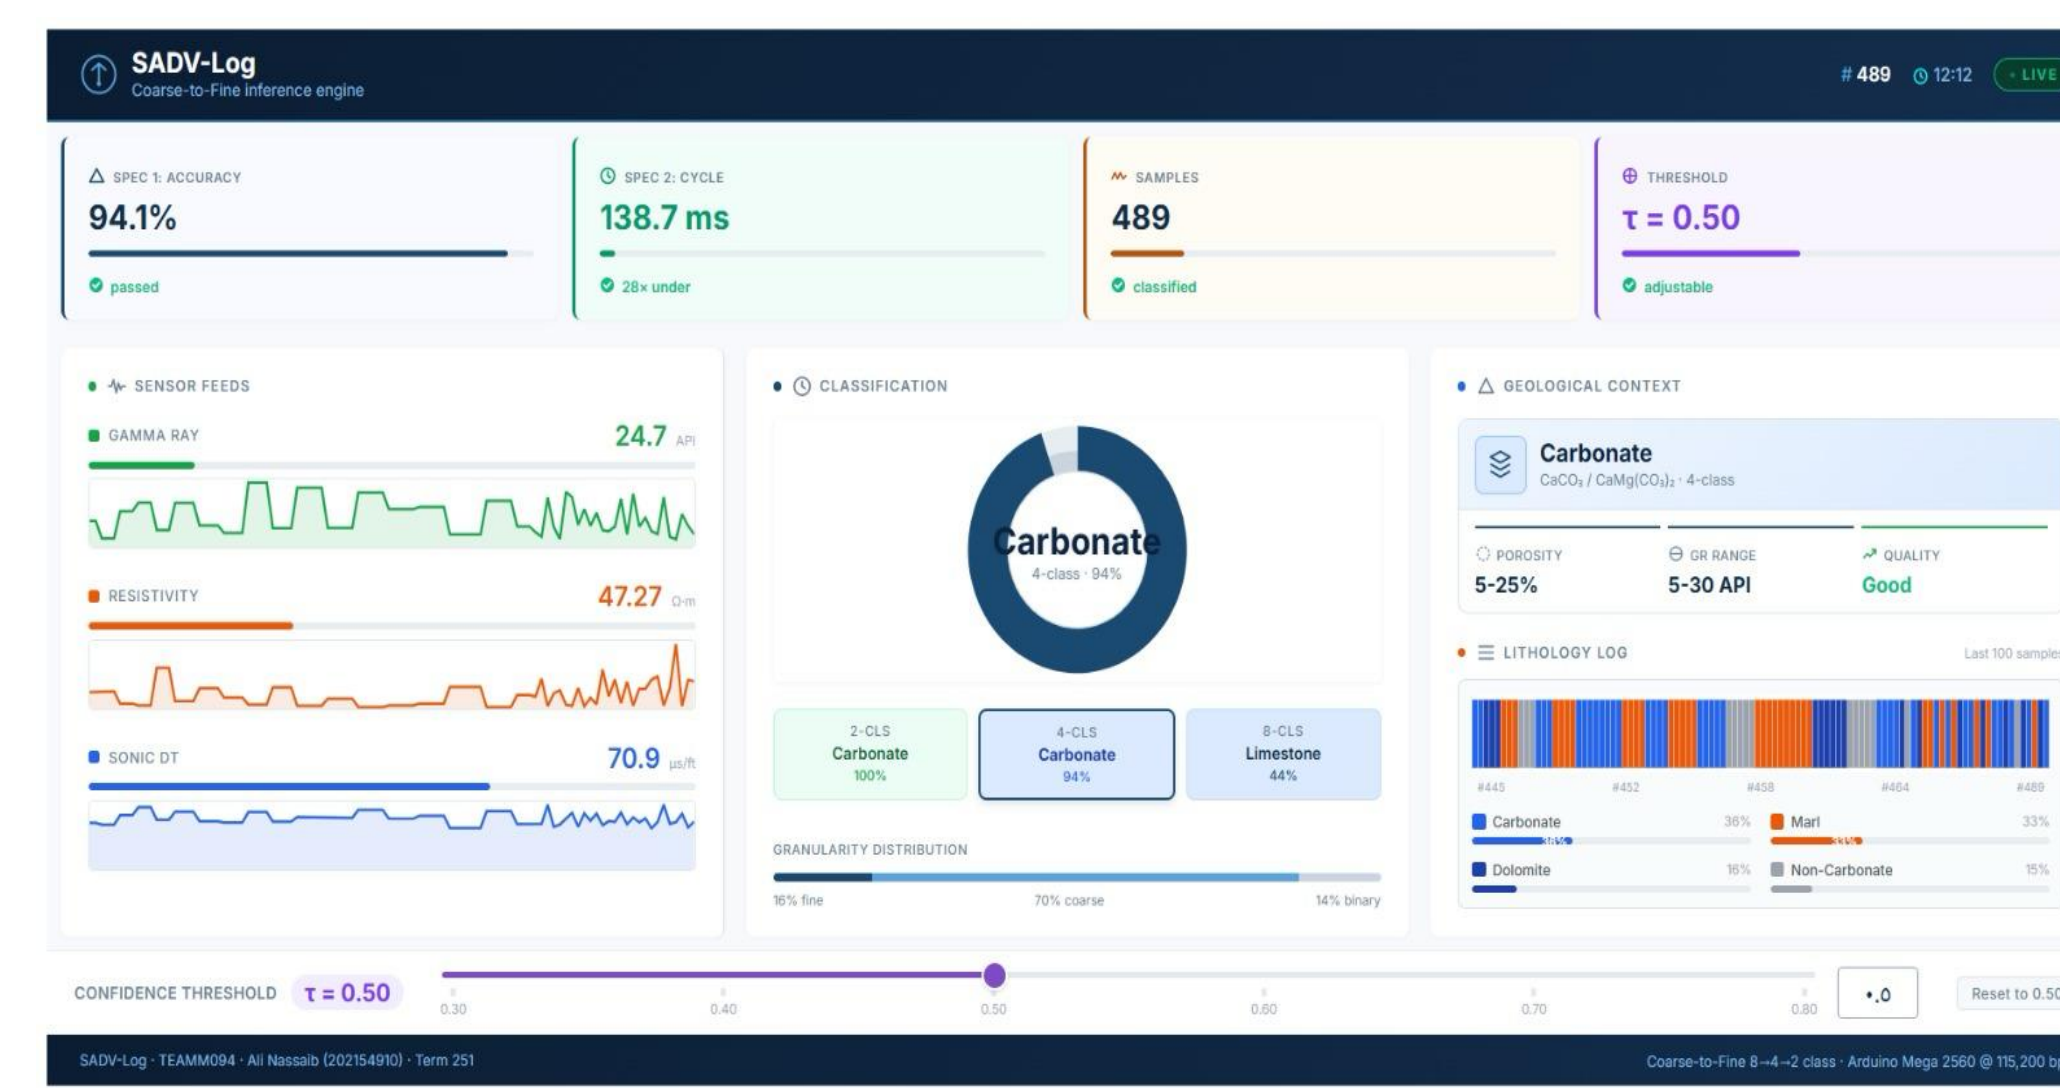 SADV-Log
Coarse-to-Fine inference engine
# 489 12:12 • LIVE
SPEC 1: ACCURACY
94.1%
passed
SPEC 2: CYCLE
138.7 ms
28× under
SAMPLES
489
classified
THRESHOLD
τ = 0.50
adjustable
SENSOR FEEDS
GAMMA RAY 24.7 API
RESISTIVITY 47.27 Ω·m
SONIC DT 70.9 µs/ft
CLASSIFICATION
Carbonate
4-class · 94%
2-CLS
Carbonate
100%
4-CLS
Carbonate
94%
8-CLS
Limestone
44%
GRANULARITY DISTRIBUTION
16% fine 70% coarse 14% binary
GEOLOGICAL CONTEXT
Carbonate
CaCO₃ / CaMg(CO₃)₂ · 4-class
POROSITY
5-25%
GR RANGE
5-30 API
QUALITY
Good
LITHOLOGY LOG Last 100 samples
#445 #452 #458 #464 #489
Carbonate 36%
36%
Marl 33%
33%
Dolomite 16%
Non-Carbonate 15%
CONFIDENCE THRESHOLD τ = 0.50
0.30 0.40 0.50 0.60 0.70 0.80
٠.٥
Reset to 0.50
SADV-Log · TEAMM094 · Ali Nassaib (202154910) · Term 251
Coarse-to-Fine 8→4→2 class · Arduino Mega 2560 @ 115,200